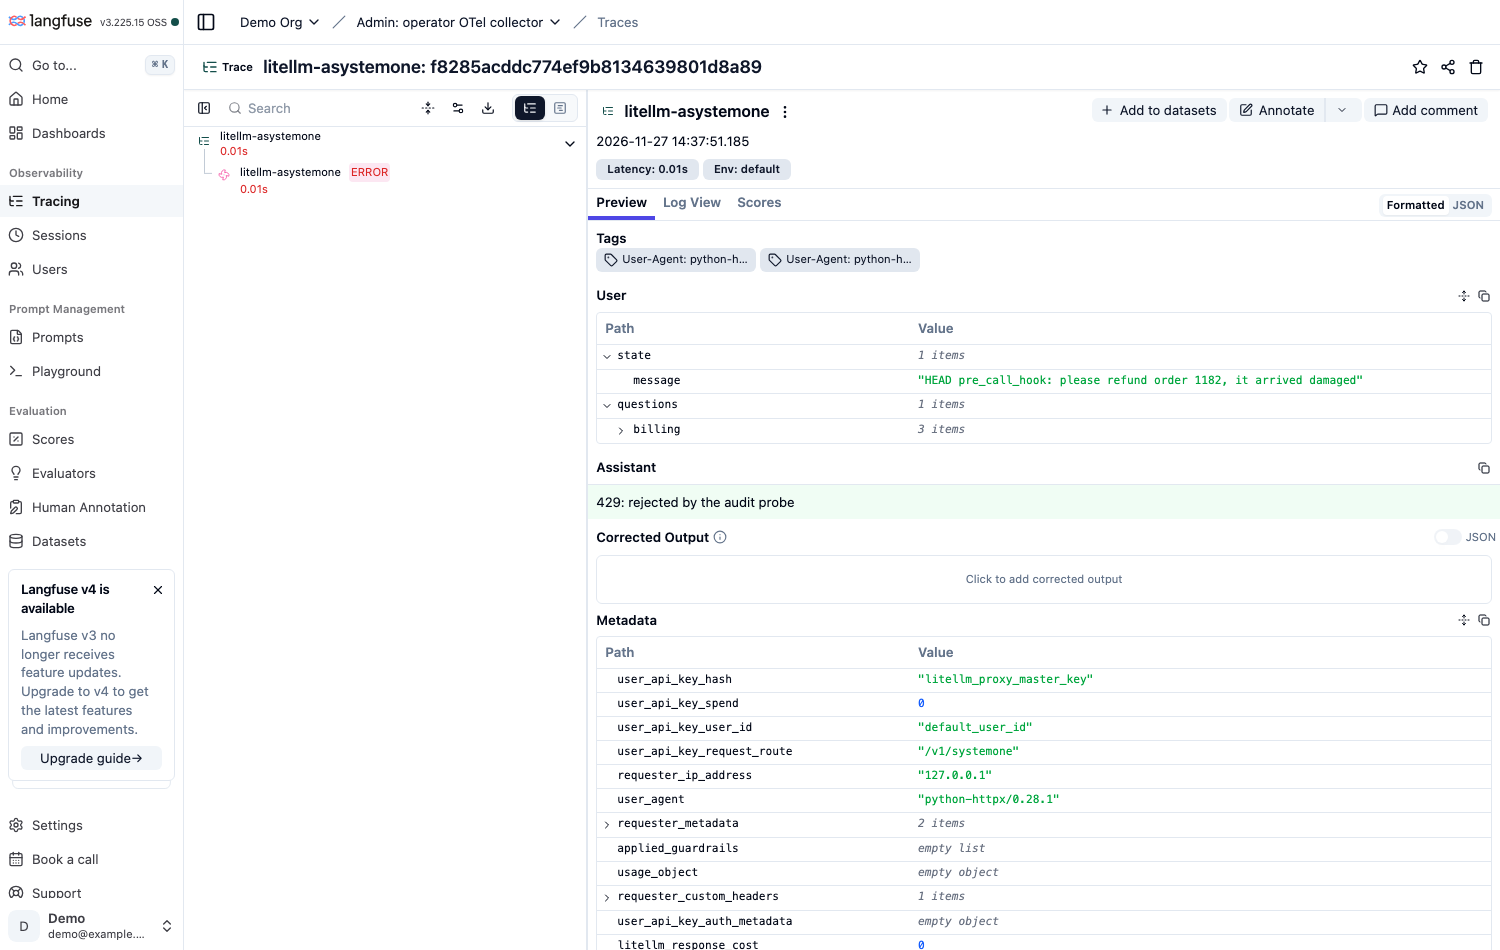 langfuse v3.225.15 OSS
Demo Org
Admin: operator OTel collector
Traces
Go to...
⌘ K
Home
Dashboards
Observability
Tracing
Sessions
Users
Prompt Management
Prompts
Playground
Evaluation
Scores
Evaluators
Human Annotation
Datasets
Langfuse v4 is
available
Langfuse v3 no
longer receives
feature updates.
Upgrade to v4 to get
the latest features
and improvements.
Upgrade guide→
Settings
Book a call
Support
D
Demo
demo@example....
Trace litellm-asystemone: f8285acddc774ef9b8134639801d8a89
Search
litellm-asystemone
0.01s
litellm-asystemone ERROR
0.01s
litellm-asystemone
+ Add to datasets
Annotate
Add comment
2026-11-27 14:37:51.185
Latency: 0.01s
Env: default
Preview
Log View
Scores
Formatted JSON
Tags
User-Agent: python-h...
User-Agent: python-h...
User
Path Value
state 1 items
message "HEAD pre_call_hook: please refund order 1182, it arrived damaged"
questions 1 items
billing 3 items
Assistant
429: rejected by the audit probe
Corrected Output
JSON
Click to add corrected output
Metadata
Path Value
user_api_key_hash "litellm_proxy_master_key"
user_api_key_spend 0
user_api_key_user_id "default_user_id"
user_api_key_request_route "/v1/systemone"
requester_ip_address "127.0.0.1"
user_agent "python-httpx/0.28.1"
requester_metadata 2 items
applied_guardrails empty list
usage_object empty object
requester_custom_headers 1 items
user_api_key_auth_metadata empty object
litellm_response_cost 0